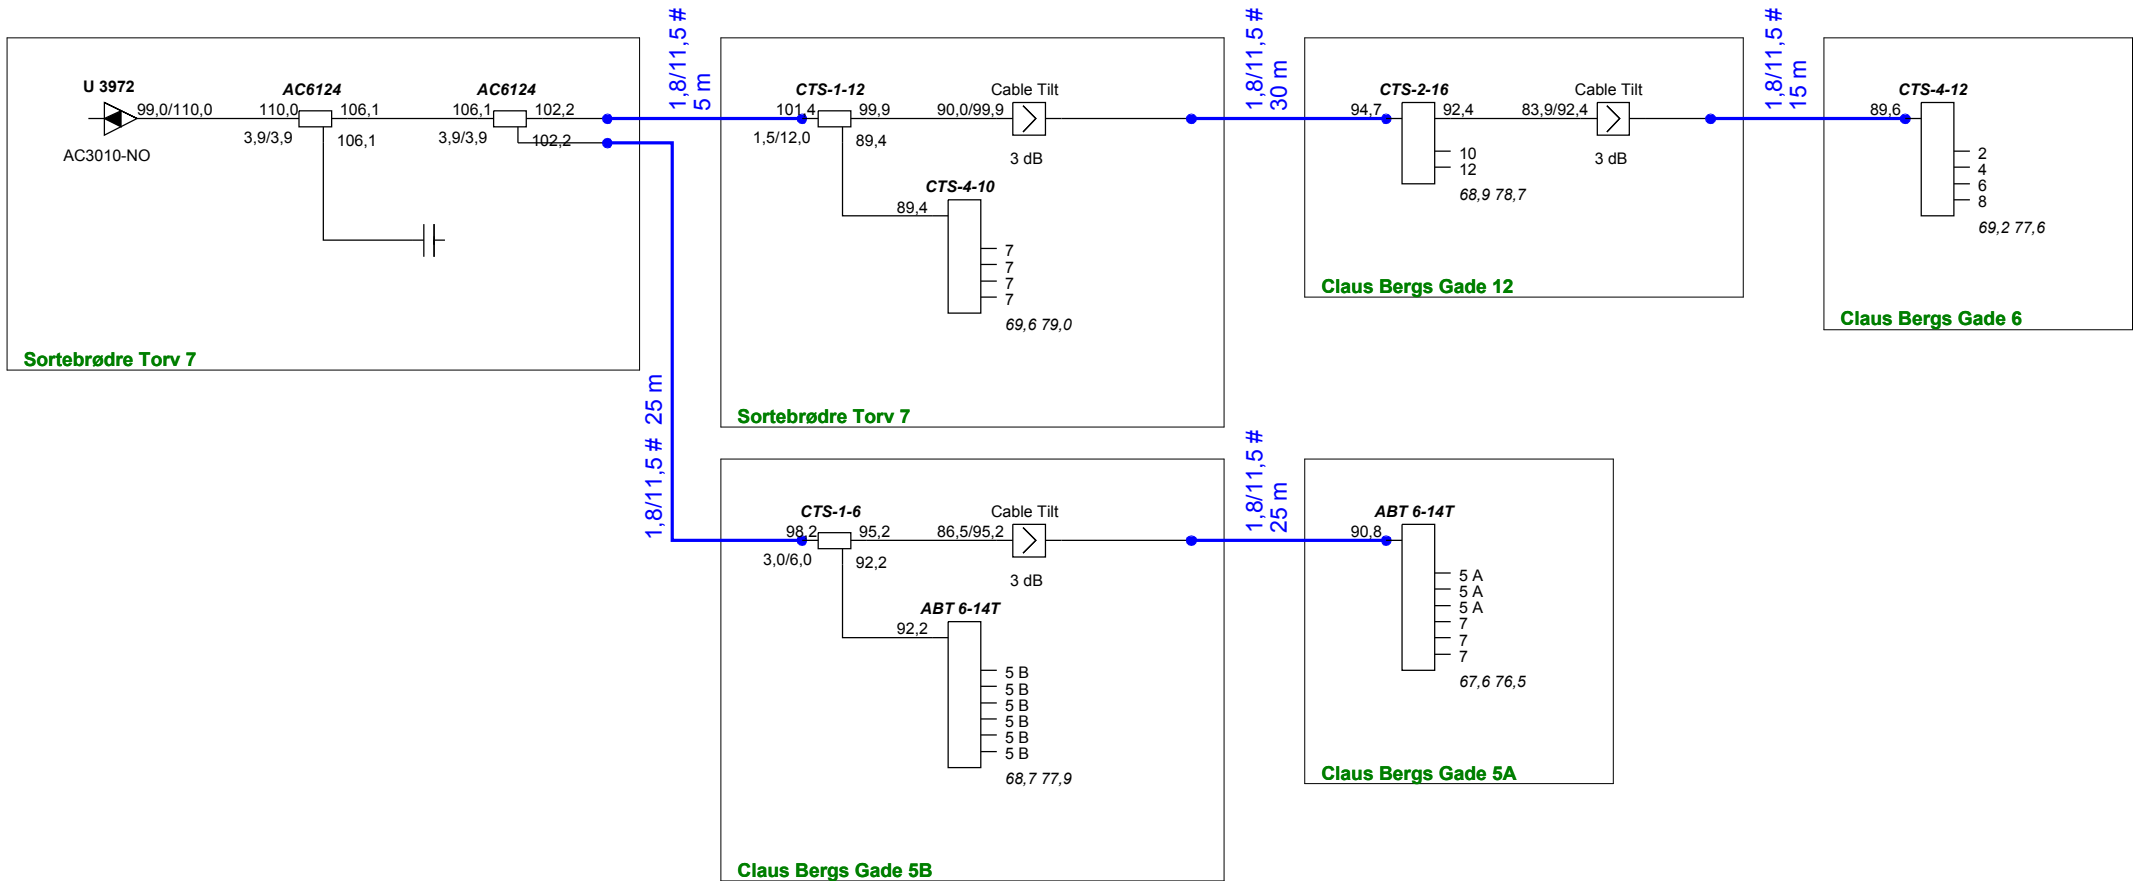 U 3972
99,0/110,0
AC3010-NO
AC6124
110,0
106,1
3,9/3,9
106,1
AC6124
106,1
102,2
3,9/3,9
102,2
Sortebrødre Torv 7
1,8/11,5 #
5 m
CTS-1-12
101,4
99,9
1,5/12,0
89,4
90,0/99,9
Cable Tilt
3 dB
CTS-4-10
89,4
7
7
7
7
69,6 79,0
Sortebrødre Torv 7
1,8/11,5 #
30 m
CTS-2-16
94,7
92,4
10
12
68,9 78,7
83,9/92,4
Cable Tilt
3 dB
Claus Bergs Gade 12
1,8/11,5 #
15 m
CTS-4-12
89,6
2
4
6
8
69,2 77,6
Claus Bergs Gade 6
1,8/11,5 # 25 m
CTS-1-6
98,2
95,2
3,0/6,0
92,2
86,5/95,2
Cable Tilt
3 dB
ABT 6-14T
92,2
5 B
5 B
5 B
5 B
5 B
5 B
68,7 77,9
Claus Bergs Gade 5B
1,8/11,5 #
25 m
ABT 6-14T
90,8
5 A
5 A
5 A
7
7
7
67,6 76,5
Claus Bergs Gade 5A